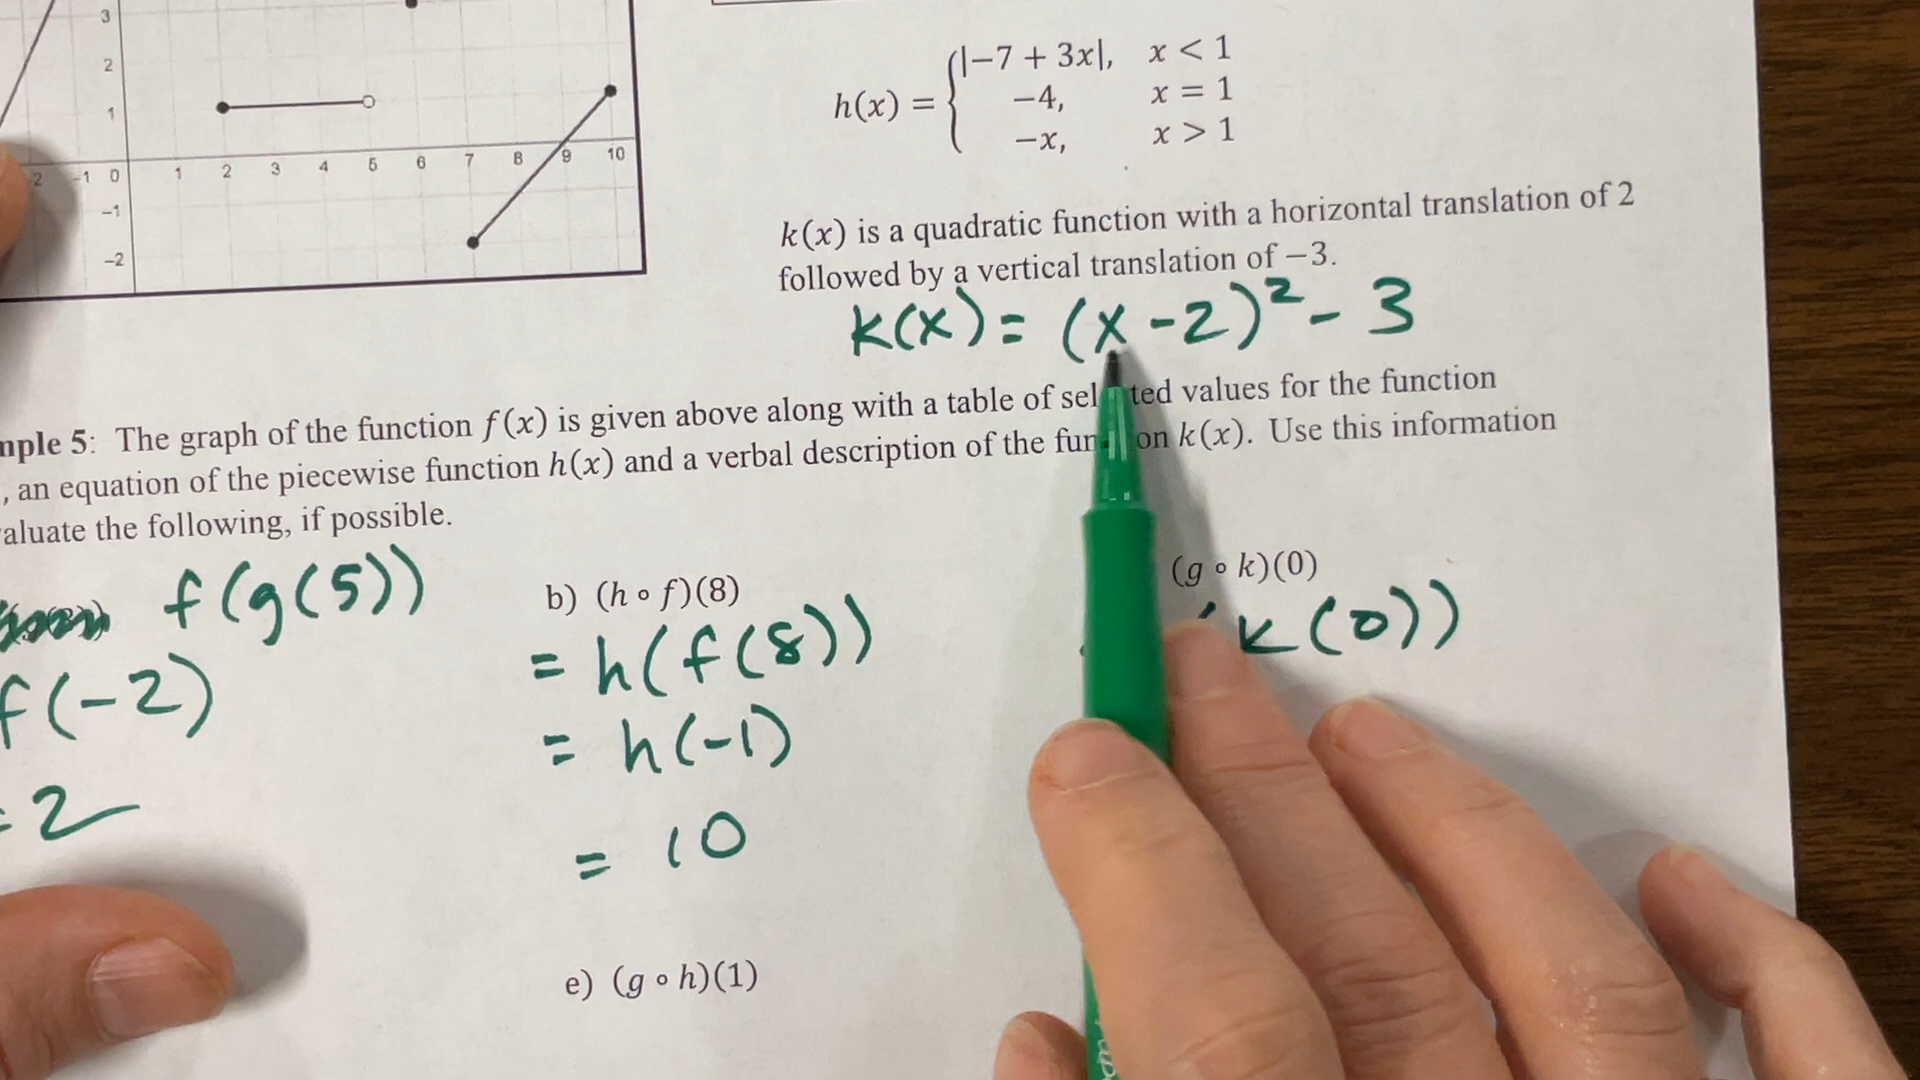 3
2
1
2 -1 0 1 2 3 4 5 6 7 8 9 10
-1
-2
h(x) = { |-7 + 3x|, x < 1
-4, x = 1
-x, x > 1
k(x) is a quadratic function with a horizontal translation of 2
followed by a vertical translation of -3.
k(x) = (x - 2)² - 3
mple 5: The graph of the function f(x) is given above along with a table of sel ted values for the function
, an equation of the piecewise function h(x) and a verbal description of the fun on k(x). Use this information
aluate the following, if possible.
f(g(5))
f(-2)
= 2
b) (h ∘ f)(8)
= h(f(8))
= h(-1)
= 10
(g ∘ k)(0)
(k(0))
e) (g ∘ h)(1)